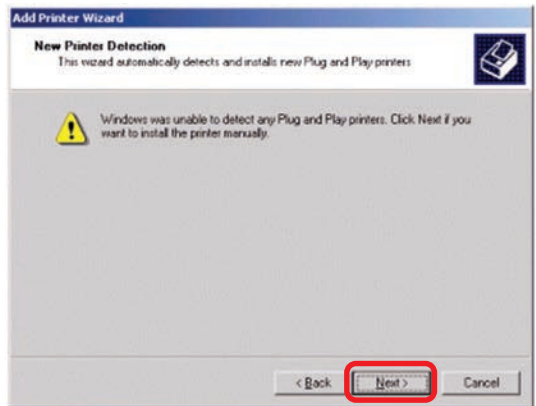 Add Printer Wizard
New Printer Detection
This wizard automatically detects and installs new Plug and Play printers
Windows was unable to detect any Plug and Play printers. Click Next if you
want to install the printer manually.
< Back
Next >
Cancel